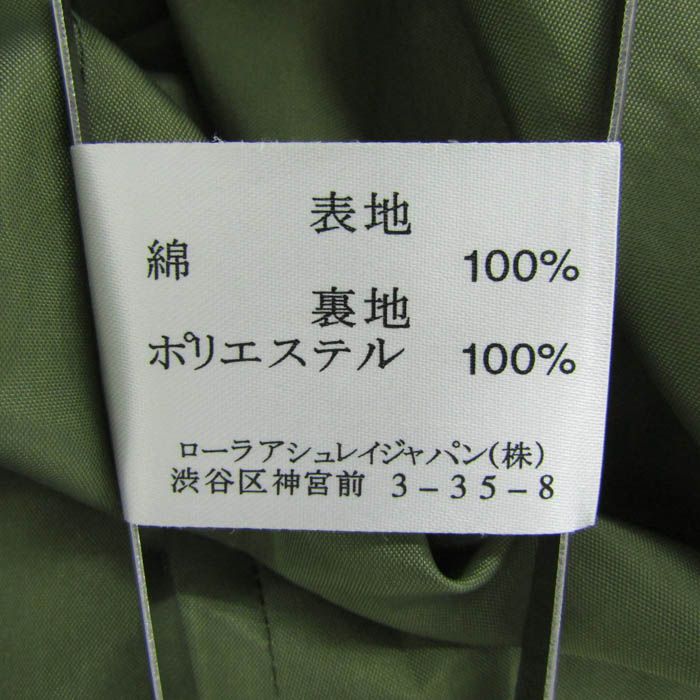 表地
綿 100%
裏地
ポリエステル 100%
ローラアシュレイジャパン(株)
渋谷区神宮前 3-35-8